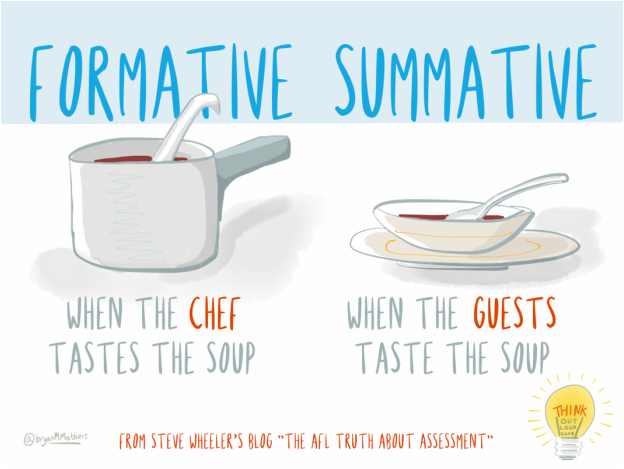 FORMATIVE SUMMATIVE
WHEN THE CHEF
TASTES THE SOUP
WHEN THE GUESTS
TASTE THE SOUP
THINK
OUT
LOUD
CLUB
@bryanMMathers
FROM STEVE WHEELER'S BLOG "THE AFL TRUTH ABOUT ASSESSMENT"